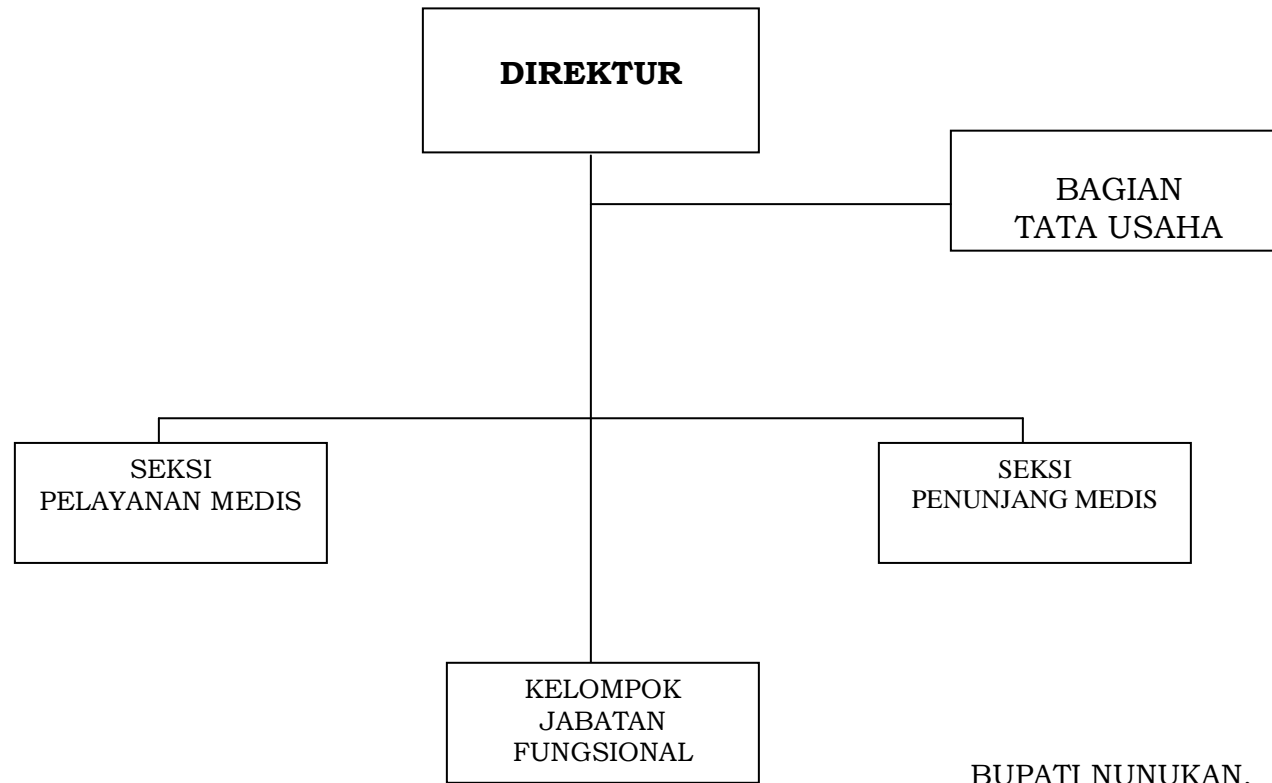 DIREKTUR
BAGIAN
TATA USAHA
SEKSI
PELAYANAN MEDIS
SEKSI
PENUNJANG MEDIS
KELOMPOK
JABATAN
FUNGSIONAL
BUPATI NUNUKAN,